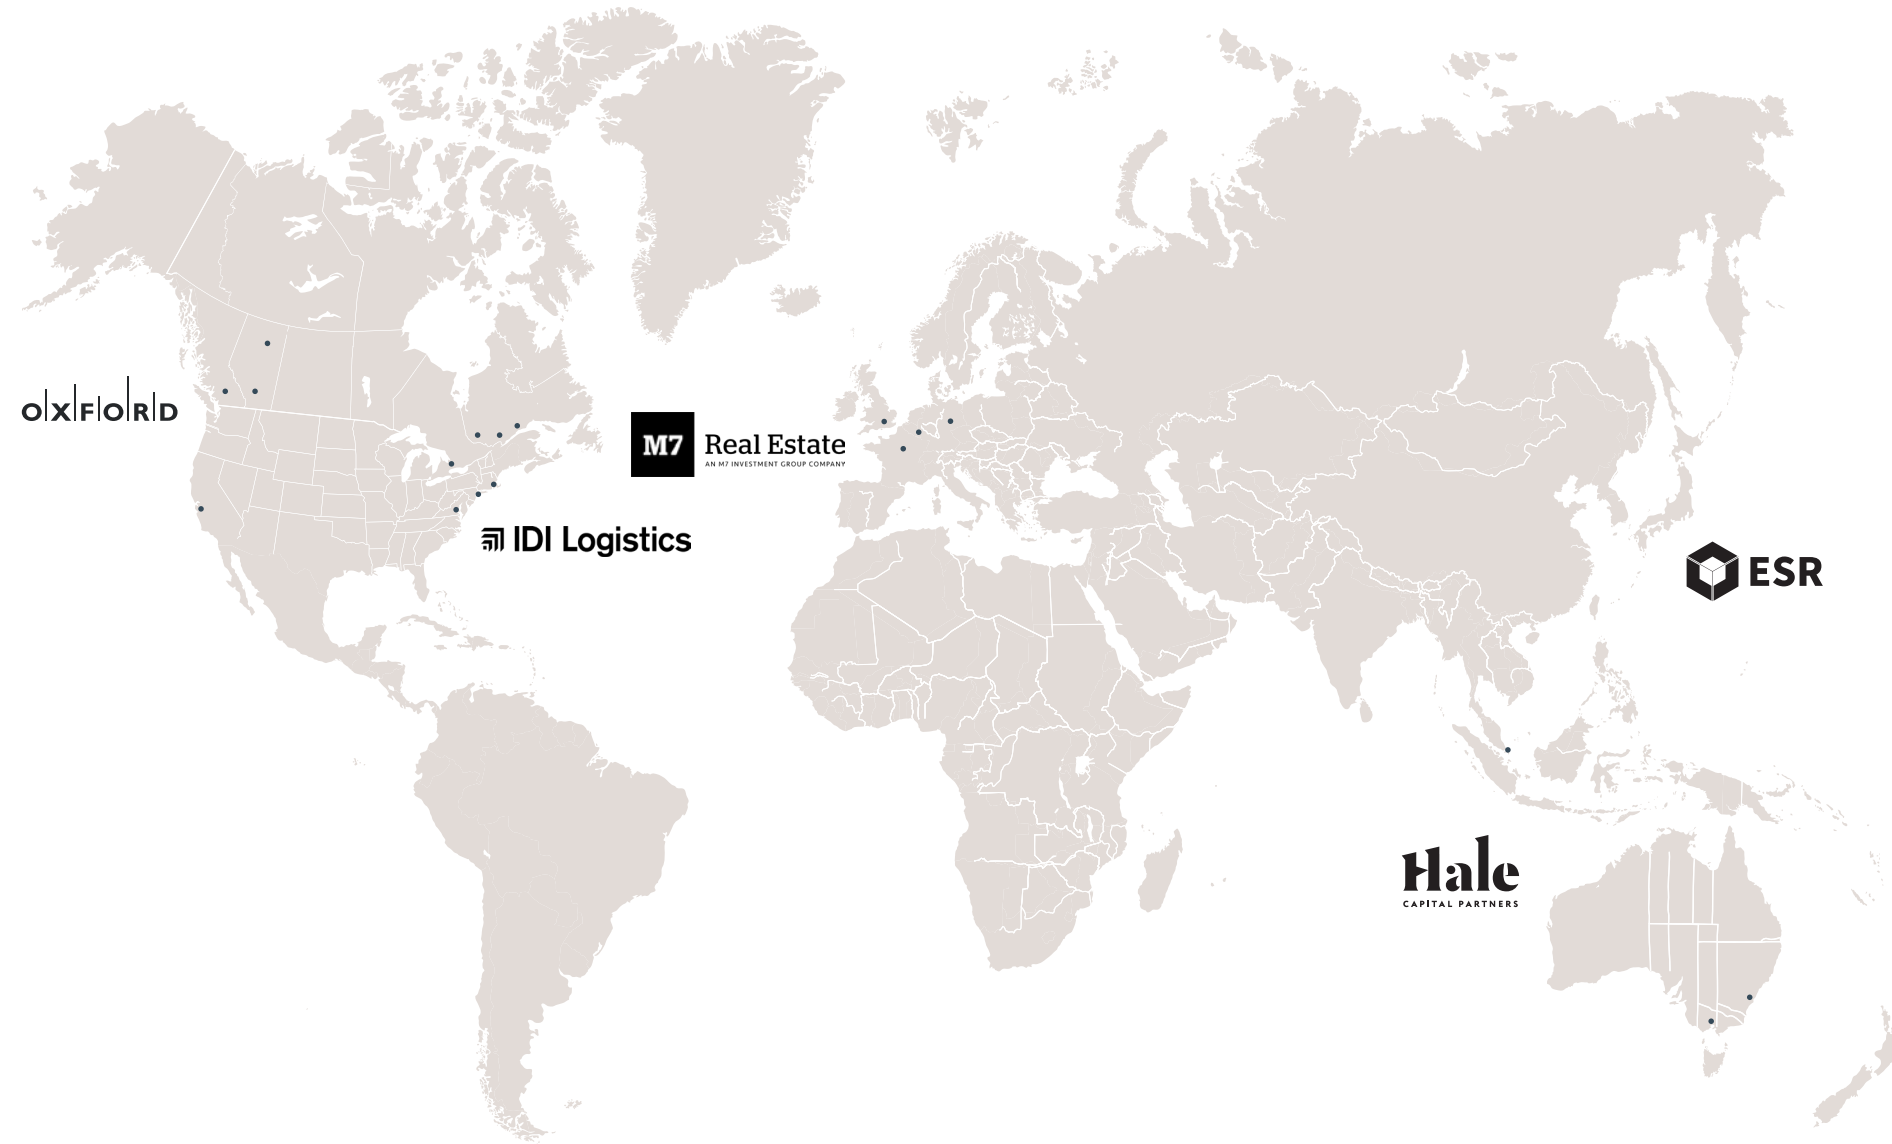 OXFORD
M7 Real Estate
AN M7 INVESTMENT GROUP COMPANY
IDI Logistics
ESR
Hale
CAPITAL PARTNERS